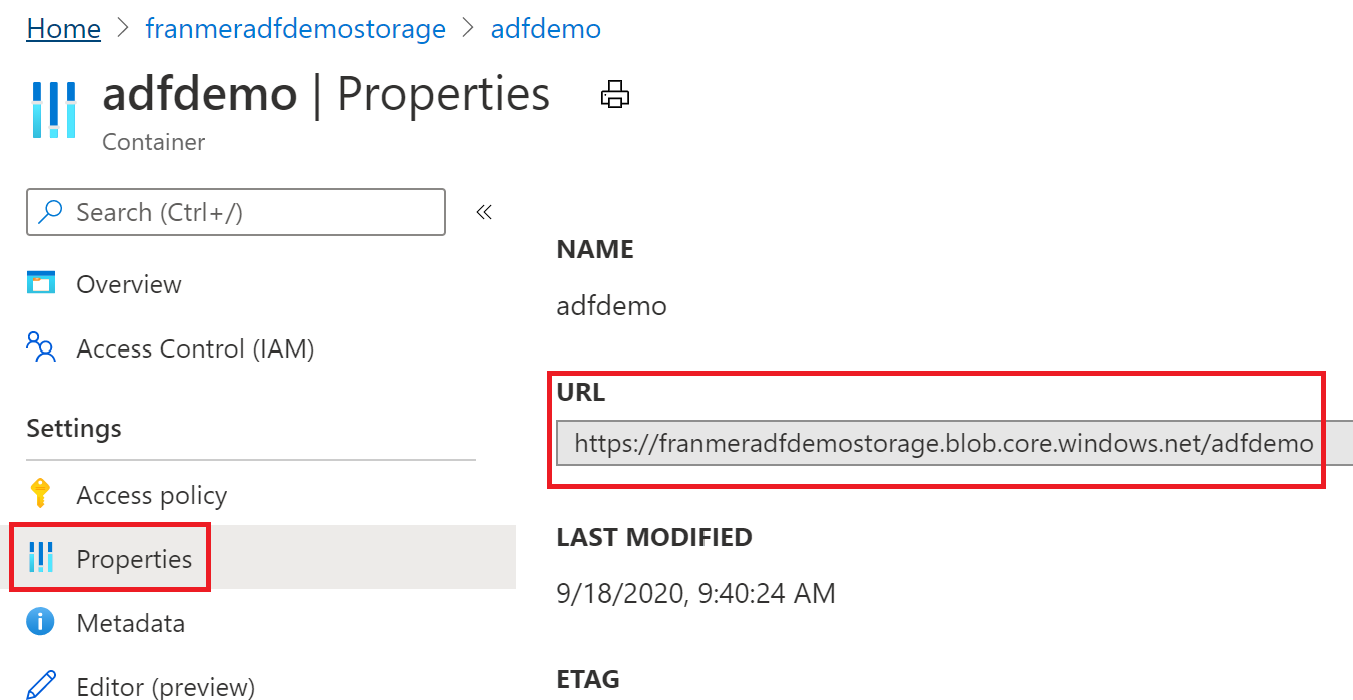 Home > franmeradfdemostorage > adfdemo
adfdemo | Properties
Container
Search (Ctrl+/)
«
Overview
Access Control (IAM)
Settings
Access policy
Properties
Metadata
Editor (preview)
NAME
adfdemo
URL
https://franmeradfdemostorage.blob.core.windows.net/adfdemo
LAST MODIFIED
9/18/2020, 9:40:24 AM
ETAG